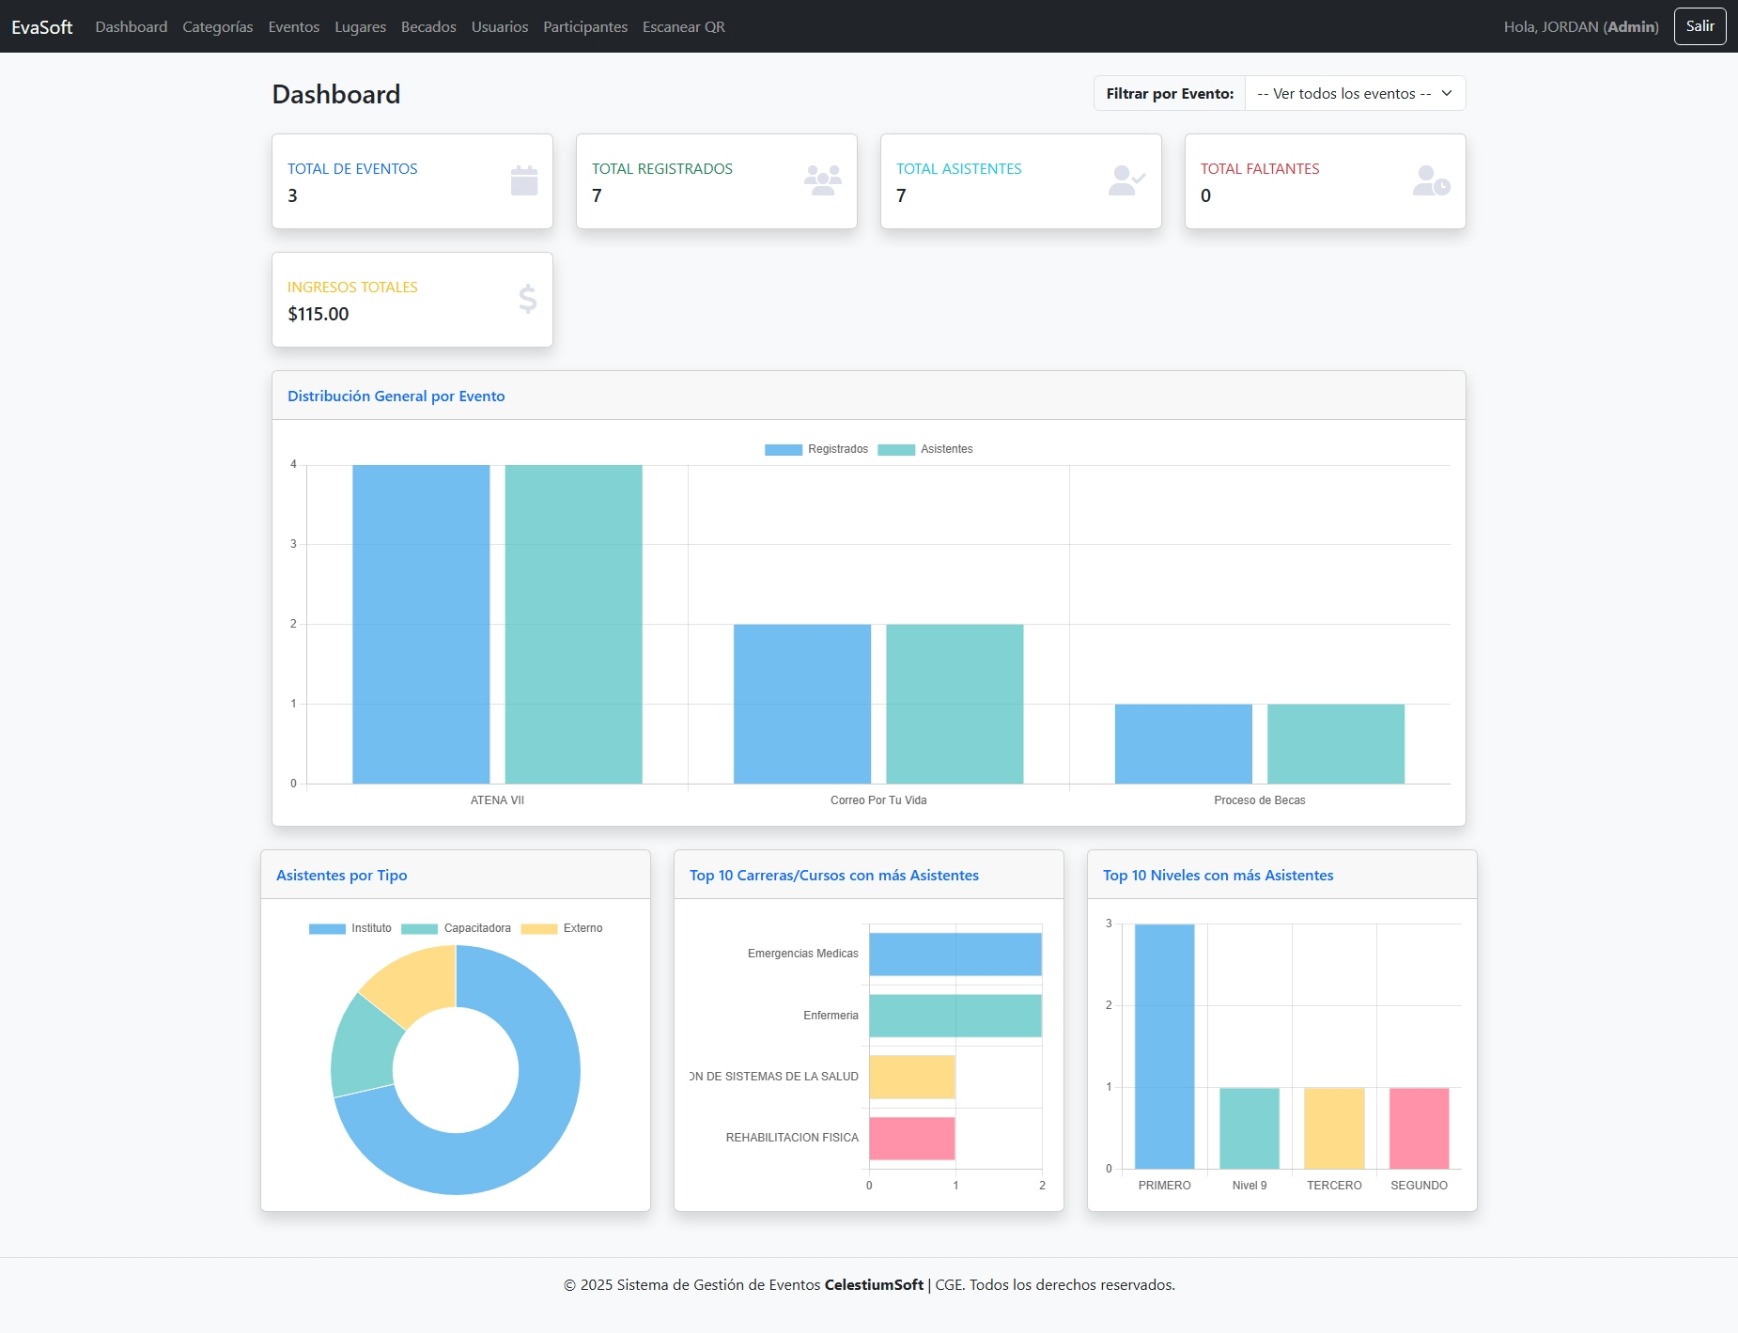 EvaSoft Dashboard Categorías Eventos Lugares Becados Usuarios Participantes Escanear QR Hola, JORDAN (Admin) Salir
Dashboard
Filtrar por Evento: -- Ver todos los eventos --
TOTAL DE EVENTOS
3
TOTAL REGISTRADOS
7
TOTAL ASISTENTES
7
TOTAL FALTANTES
0
INGRESOS TOTALES
$115.00
Distribución General por Evento
Registrados Asistentes
4
3
2
1
0
ATENA VII Correo Por Tu Vida Proceso de Becas
Asistentes por Tipo
Instituto Capacitadora Externo
Top 10 Carreras/Cursos con más Asistentes
Emergencias Medicas
Enfermeria
ON DE SISTEMAS DE LA SALUD
REHABILITACION FISICA
0 1 2
Top 10 Niveles con más Asistentes
3
2
1
0
PRIMERO Nivel 9 TERCERO SEGUNDO
© 2025 Sistema de Gestión de Eventos CelestiumSoft | CGE. Todos los derechos reservados.